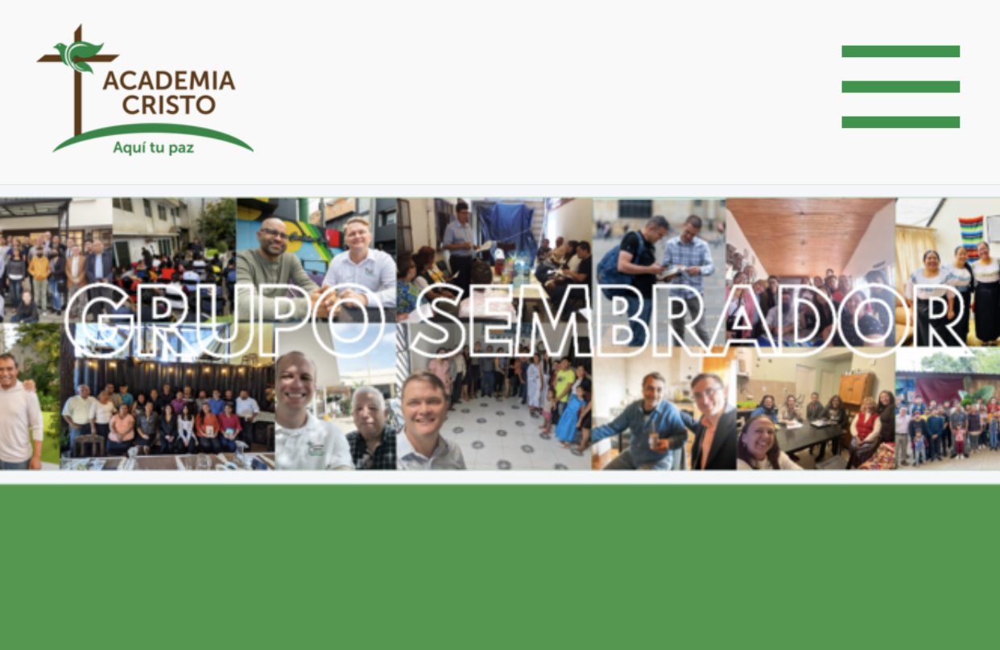 ACADEMIA
CRISTO
Aquí tu paz
GRUPO SEMBRADOR